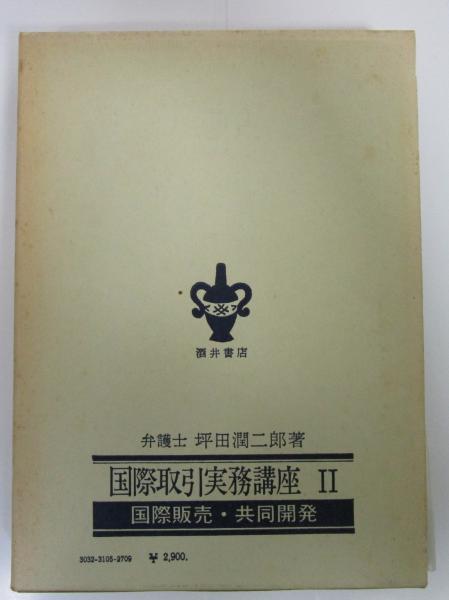 酒井書店
弁護士 坪田潤二郎著
国際取引実務講座 II
国際販売・共同開発
3032-3105-2709 ¥ 2,900.